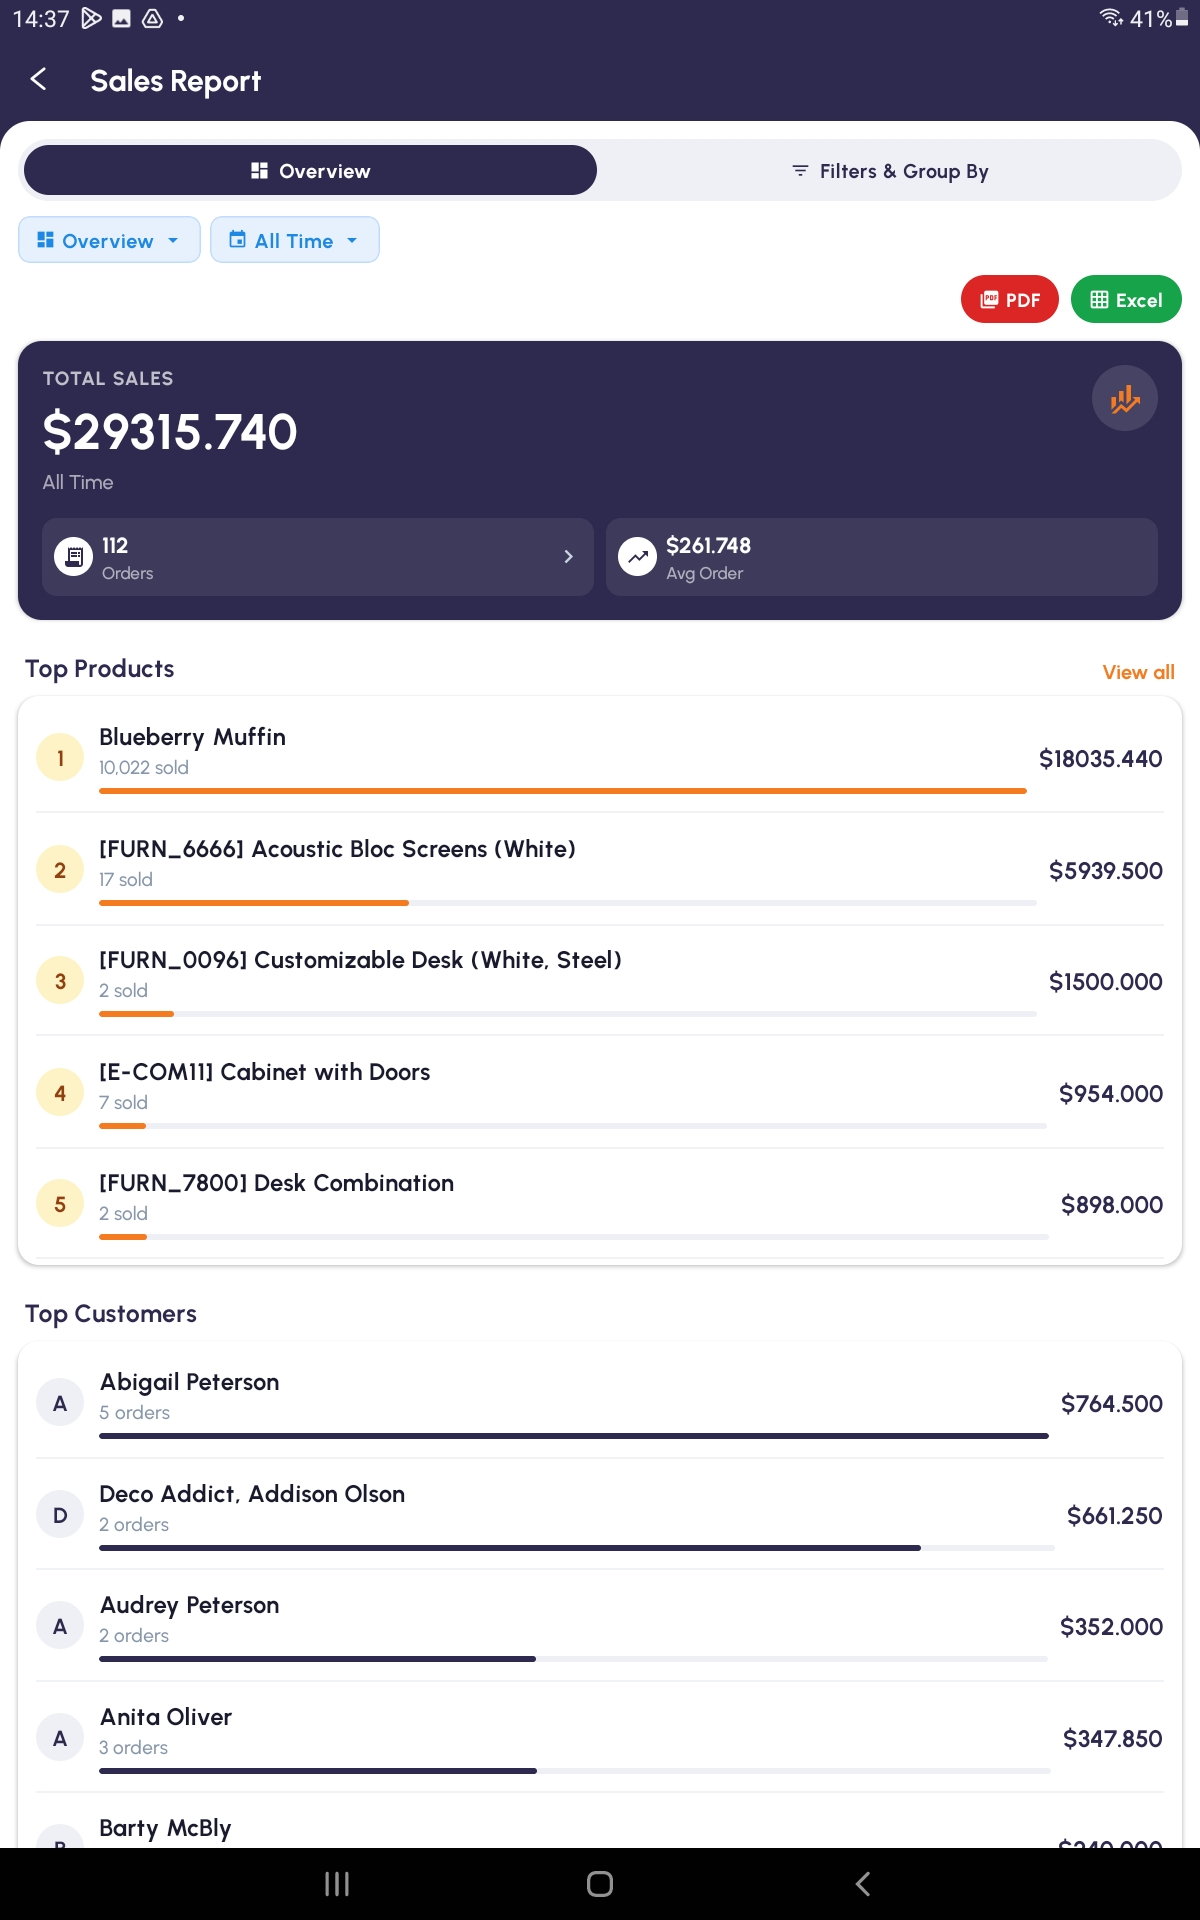 14:37
41%
Sales Report
Overview
Filters & Group By
Overview
All Time
PDF
Excel
TOTAL SALES
$29315.740
All Time
112
Orders
$261.748
Avg Order
Top Products
View all
1
Blueberry Muffin
10,022 sold
$18035.440
2
[FURN_6666] Acoustic Bloc Screens (White)
17 sold
$5939.500
3
[FURN_0096] Customizable Desk (White, Steel)
2 sold
$1500.000
4
[E-COM11] Cabinet with Doors
7 sold
$954.000
5
[FURN_7800] Desk Combination
2 sold
$898.000
Top Customers
A
Abigail Peterson
5 orders
$764.500
D
Deco Addict, Addison Olson
2 orders
$661.250
A
Audrey Peterson
2 orders
$352.000
A
Anita Oliver
3 orders
$347.850
Barty McBly